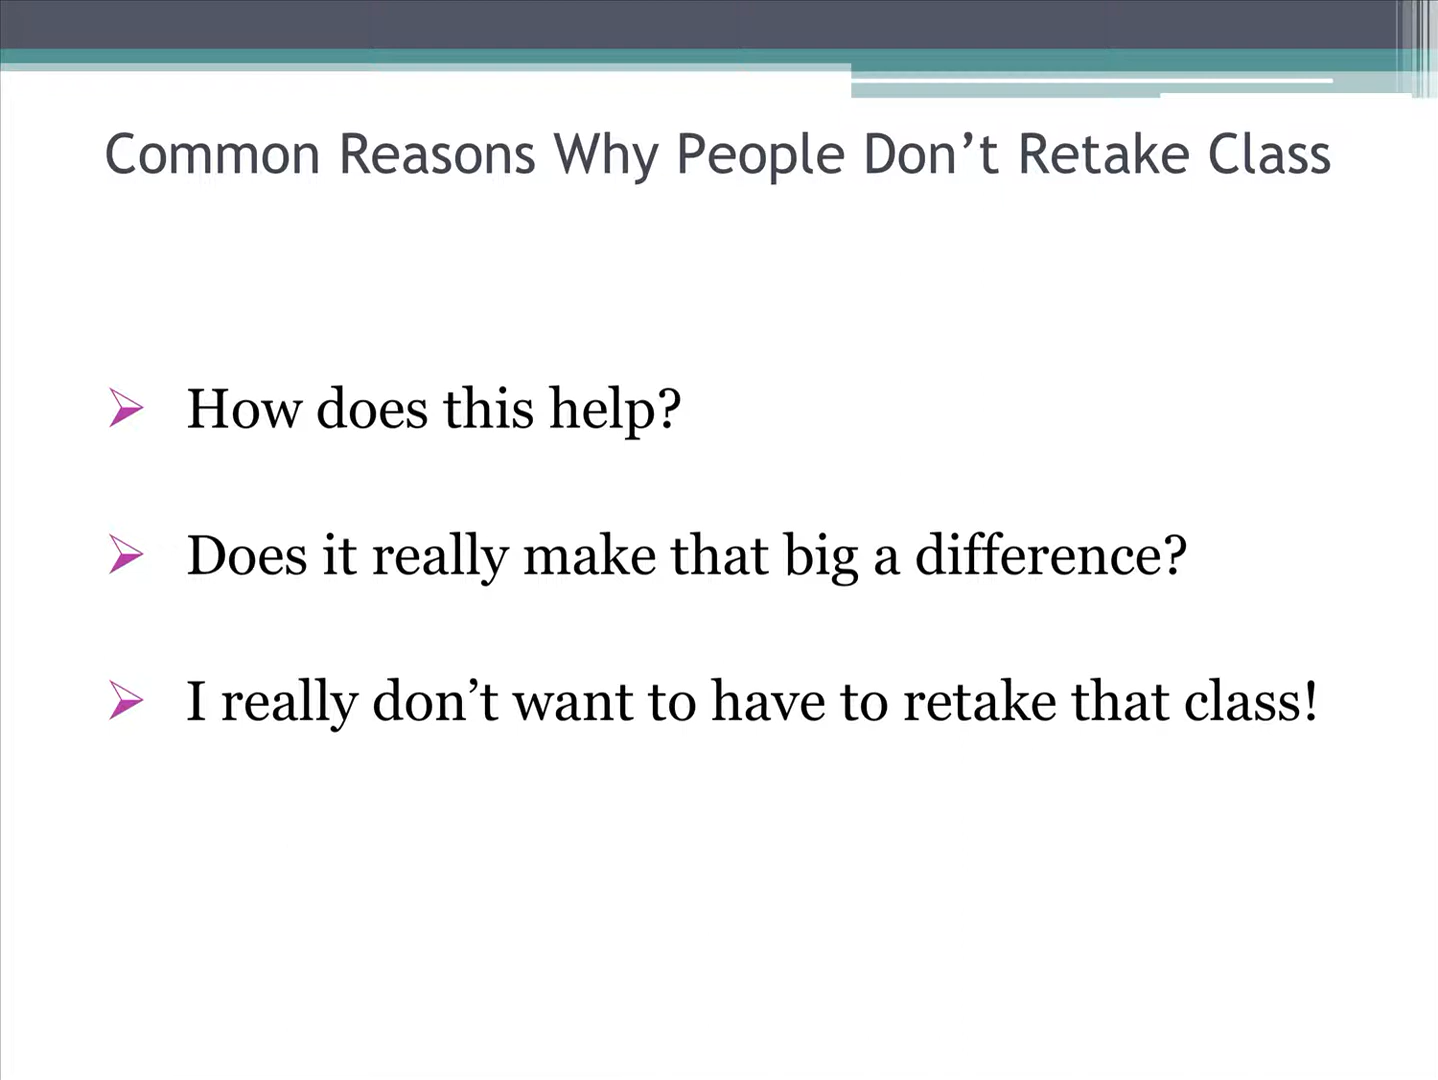 Common Reasons Why People Don’t Retake Class
How does this help?
Does it really make that big a difference?
I really don’t want to have to retake that class!